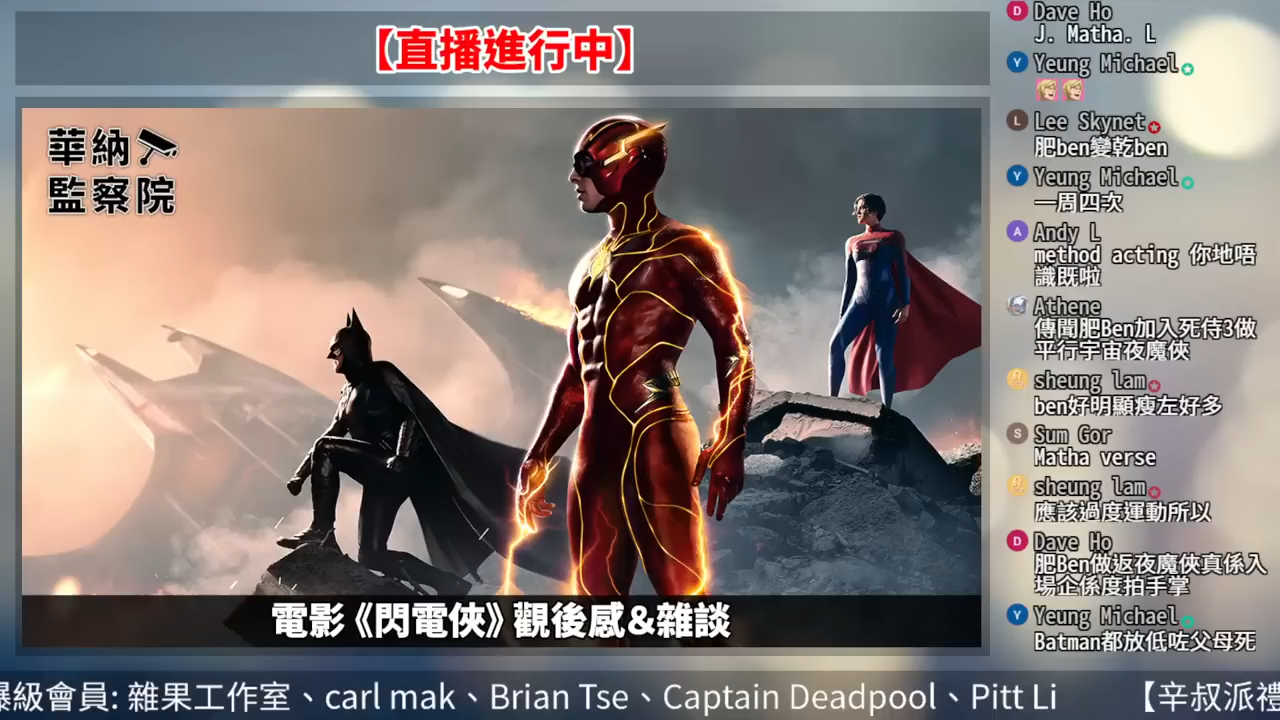 【直播進行中】
華納
監察院
電影《閃電俠》觀後感&雜談
Dave Ho
J. Matha. L
Yeung Michael
Lee Skynet
肥ben變乾ben
Yeung Michael
一周四次
Andy L
method acting 你地唔
識既啦
Athene
傳聞肥Ben加入死侍3做
平行宇宙夜魔俠
sheung lam
ben好明顯瘦左好多
Sum Gor
Matha verse
sheung lam
應該過度運動所以
Dave Ho
肥Ben做返夜魔俠真係入
場企係度拍手掌
Yeung Michael
Batman都放低咗父母死
爆級會員: 雜果工作室、carl mak、Brian Tse、Captain Deadpool、Pitt Li 【辛叔派禮